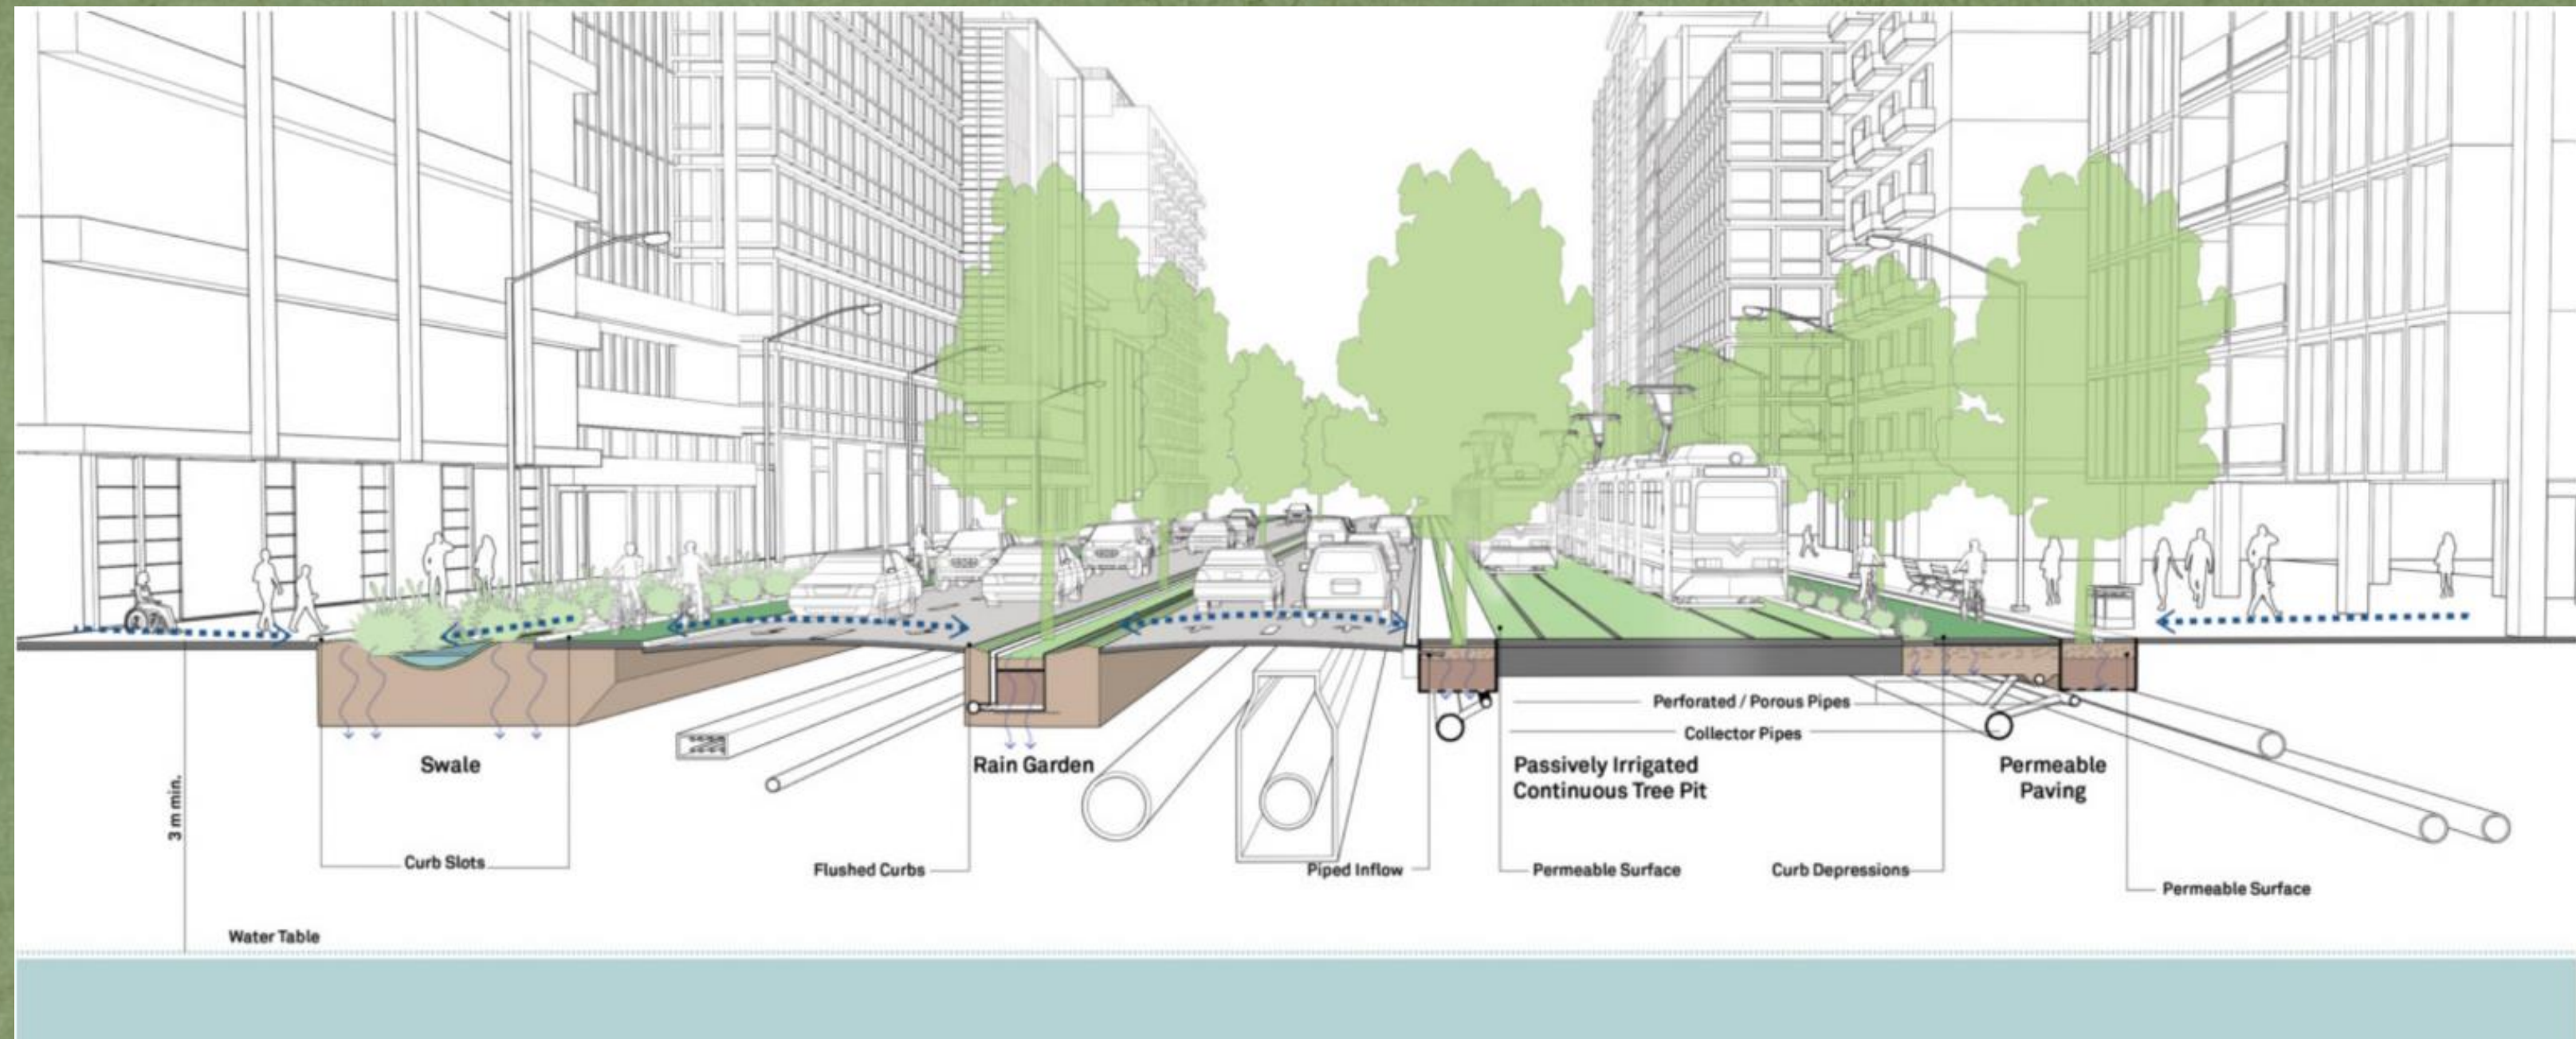 Perforated / Porous Pipes
Collector Pipes
Swale
Rain Garden
Passively Irrigated
Continuous Tree Pit
Permeable
Paving
3 m min.
Curb Slots
Flushed Curbs
Piped Inflow
Permeable Surface
Curb Depressions
Permeable Surface
Water Table